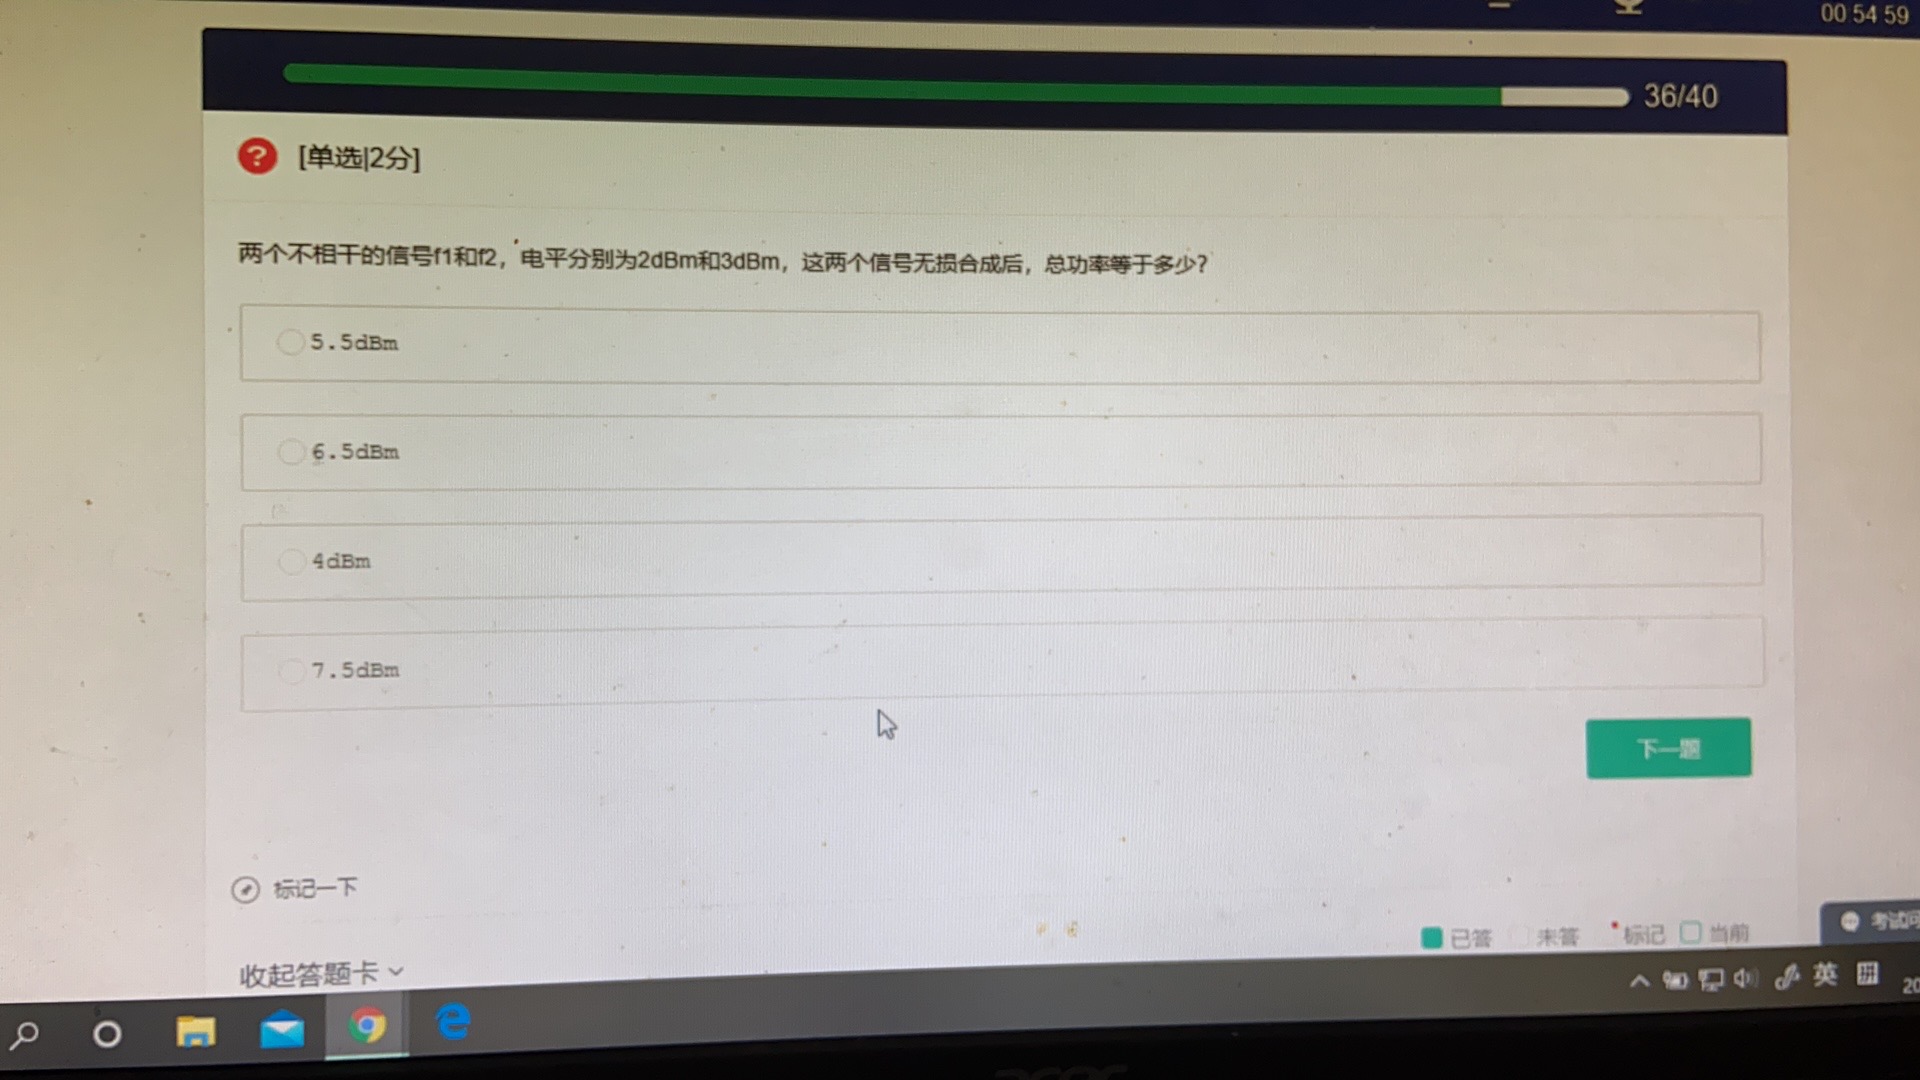 00 54 59
36/40
[单选|2分]
两个不相干的信号f1和f2，电平分别为2dBm和3dBm，这两个信号无损合成后，总功率等于多少?
5.5dBm
6.5dBm
4dBm
7.5dBm
下一题
标记一下
已答 未答 标记 当前
考试问
收起答题卡
英
拼
20